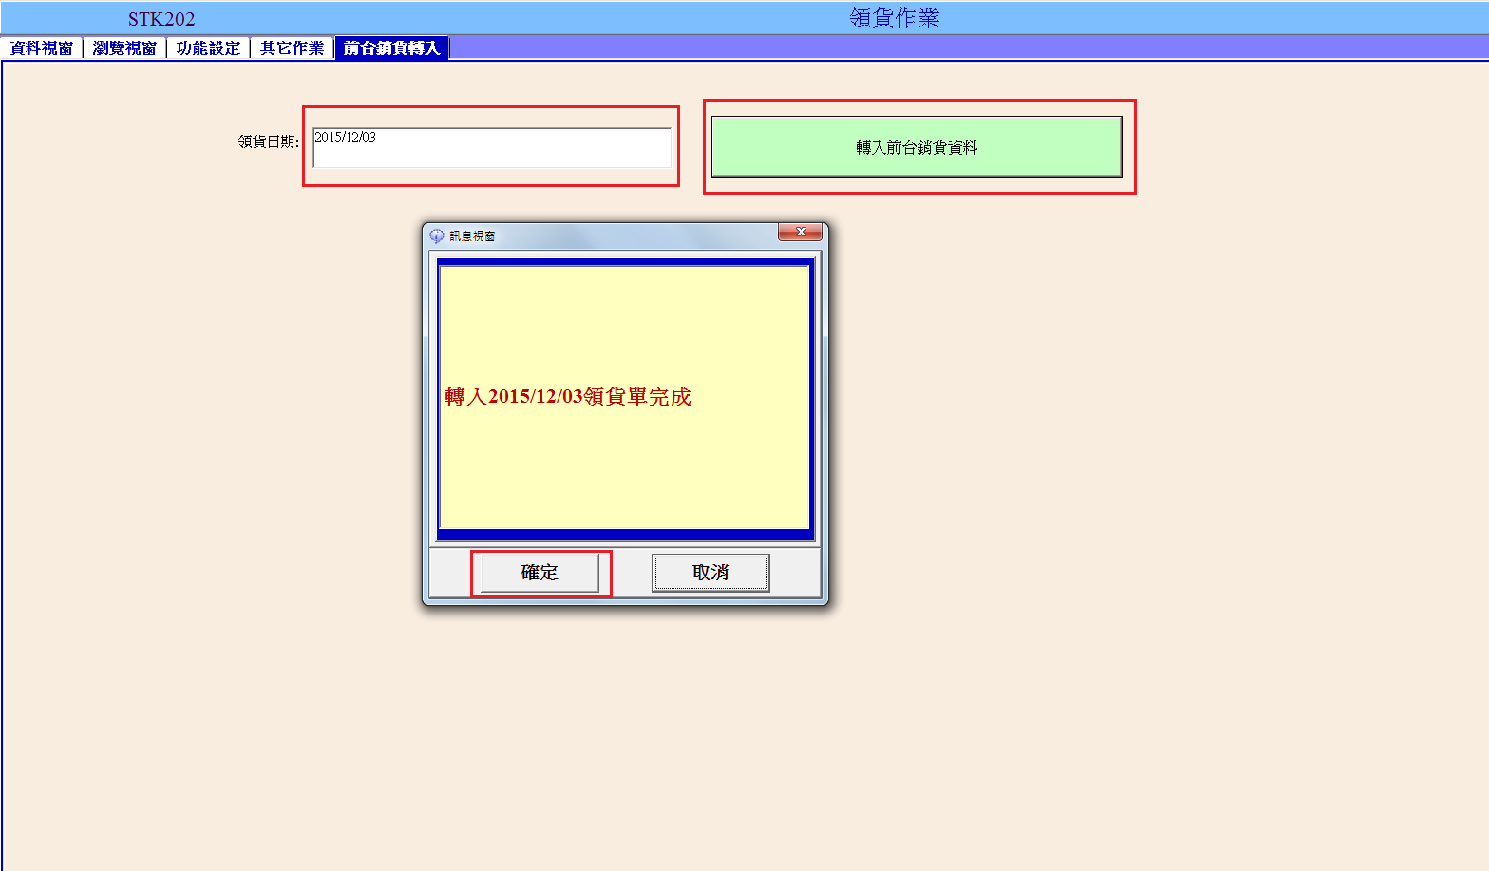 STK202 領貨作業
資料視窗 瀏覽視窗 功能設定 其它作業 前台銷貨轉入
領貨日期: 2015/12/03 轉入前台銷貨資料
訊息視窗
轉入2015/12/03領貨單完成
確定 取消